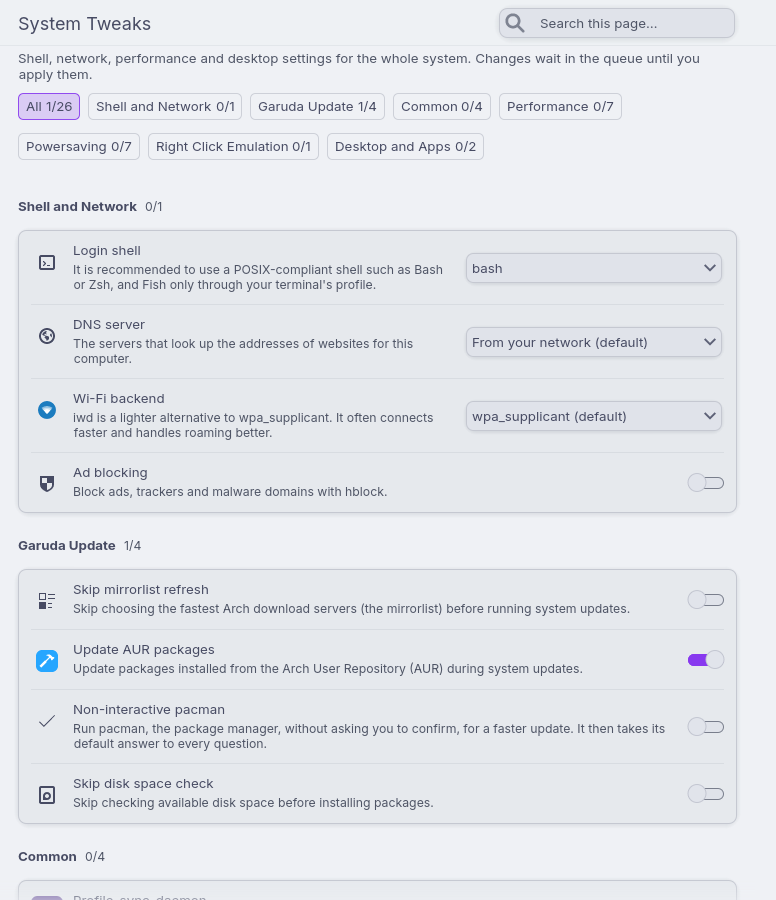 System Tweaks
Search this page...
Shell, network, performance and desktop settings for the whole system. Changes wait in the queue until you
apply them.
All 1/26
Shell and Network 0/1
Garuda Update 1/4
Common 0/4
Performance 0/7
Powersaving 0/7
Right Click Emulation 0/1
Desktop and Apps 0/2
Shell and Network 0/1
Login shell
It is recommended to use a POSIX-compliant shell such as Bash
or Zsh, and Fish only through your terminal's profile.
bash
DNS server
The servers that look up the addresses of websites for this
computer.
From your network (default)
Wi-Fi backend
iwd is a lighter alternative to wpa_supplicant. It often connects
faster and handles roaming better.
wpa_supplicant (default)
Ad blocking
Block ads, trackers and malware domains with hblock.
Garuda Update 1/4
Skip mirrorlist refresh
Skip choosing the fastest Arch download servers (the mirrorlist) before running system updates.
Update AUR packages
Update packages installed from the Arch User Repository (AUR) during system updates.
Non-interactive pacman
Run pacman, the package manager, without asking you to confirm, for a faster update. It then takes its
default answer to every question.
Skip disk space check
Skip checking available disk space before installing packages.
Common 0/4